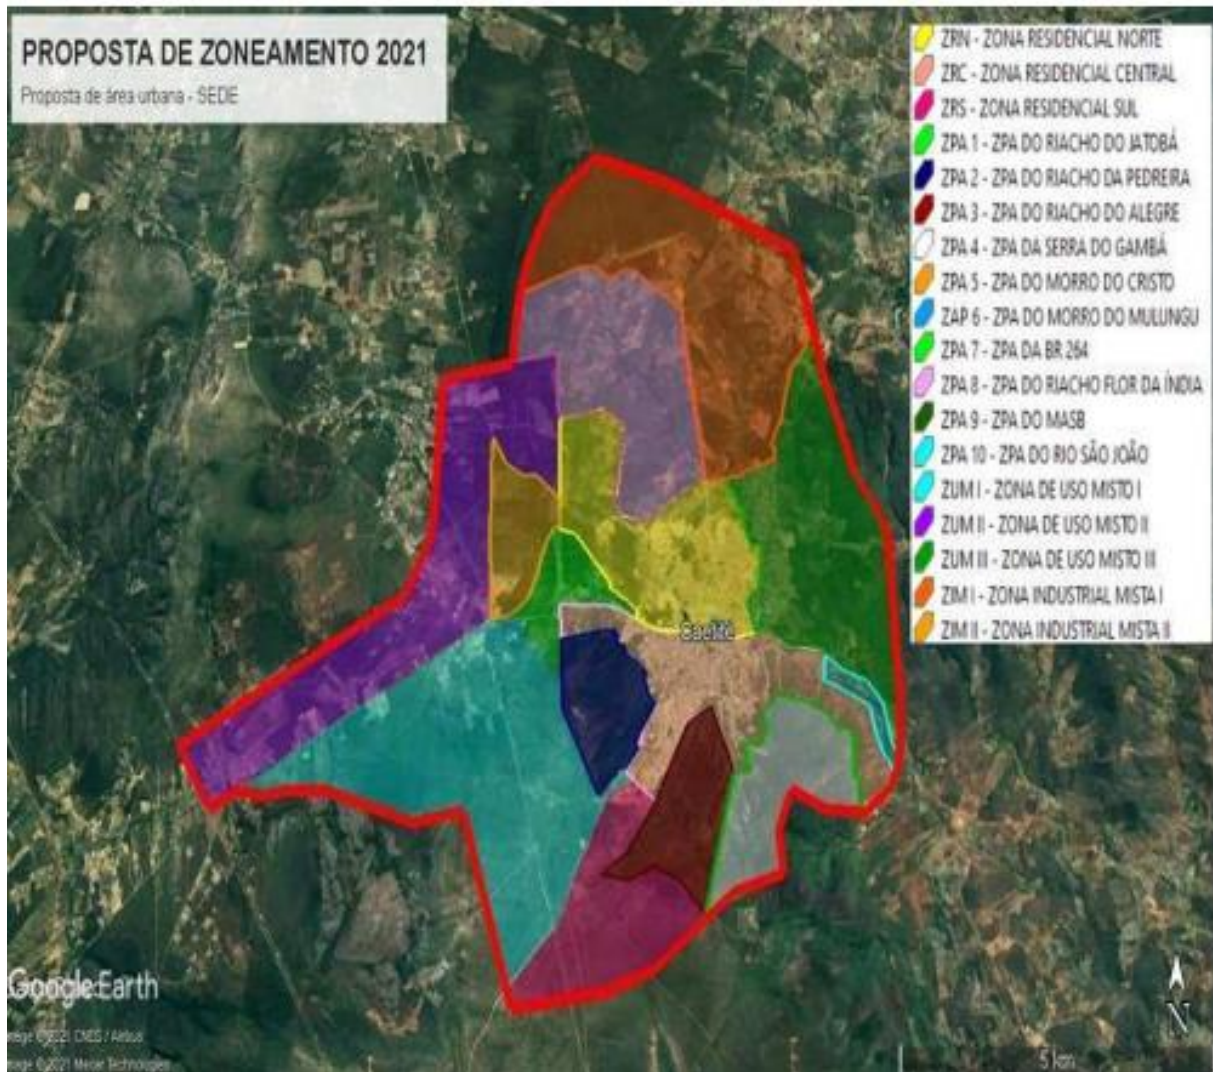 PROPOSTA DE ZONEAMENTO 2021
Proposta de área urbana - SEDE
ZRN - ZONA RESIDENCIAL NORTE
ZRC - ZONA RESIDENCIAL CENTRAL
ZRS - ZONA RESIDENCIAL SUL
ZPA 1 - ZPA DO RIACHO DO JATOBÁ
ZPA 2 - ZPA DO RIACHO DA PEDREIRA
ZPA 3 - ZPA DO RIACHO DO ALEGRE
ZPA 4 - ZPA DA SERRA DO GAMBÁ
ZPA 5 - ZPA DO MORRO DO CRISTO
ZAP 6 - ZPA DO MORRO DO MULUNGU
ZPA 7 - ZPA DA BR 264
ZPA 8 - ZPA DO RIACHO FLOR DA ÍNDIA
ZPA 9 - ZPA DO MASB
ZPA 10 - ZPA DO RIO SÃO JOÃO
ZUM I - ZONA DE USO MISTO I
ZUM II - ZONA DE USO MISTO II
ZUM III - ZONA DE USO MISTO III
ZIM I - ZONA INDUSTRIAL MISTA I
ZIM II - ZONA INDUSTRIAL MISTA II
Caetité
Google Earth
© 2021 CNES / Airbus
© 2021 Maxar Technologies
N
5 km